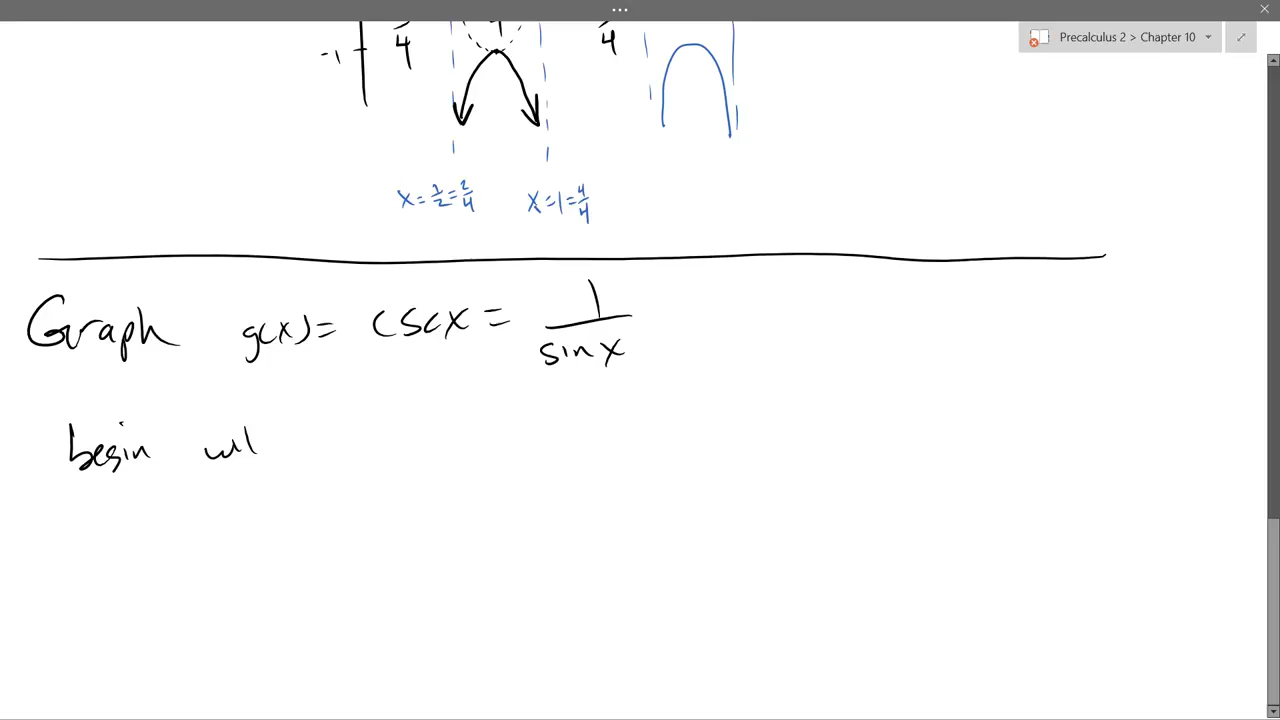 Precalculus 2 > Chapter 10
-1
4
4
x = 1/2 = 2/4 x = 1 = 4/4
Graph g(x) = csc x = 1/sin x
begin w/